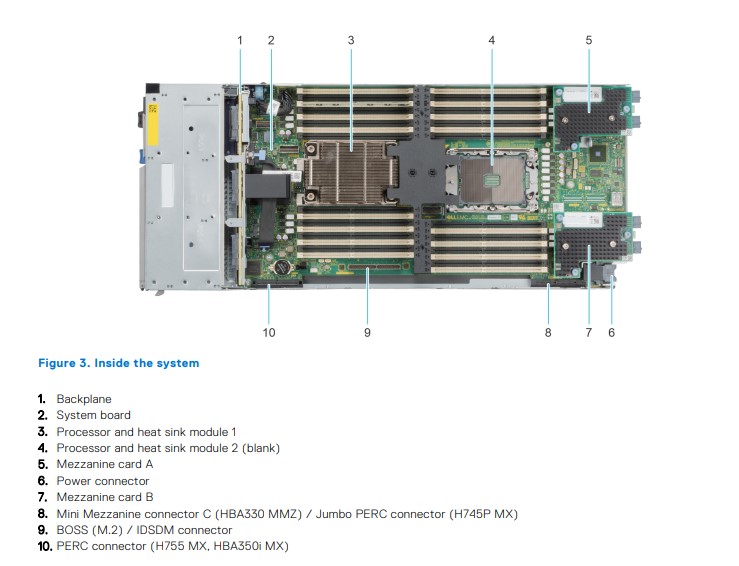 1 2 3 4 5
10 9 8 7 6
Figure 3. Inside the system
1. Backplane
2. System board
3. Processor and heat sink module 1
4. Processor and heat sink module 2 (blank)
5. Mezzanine card A
6. Power connector
7. Mezzanine card B
8. Mini Mezzanine connector C (HBA330 MMZ) / Jumbo PERC connector (H745P MX)
9. BOSS (M.2) / IDSDM connector
10. PERC connector (H755 MX, HBA350i MX)